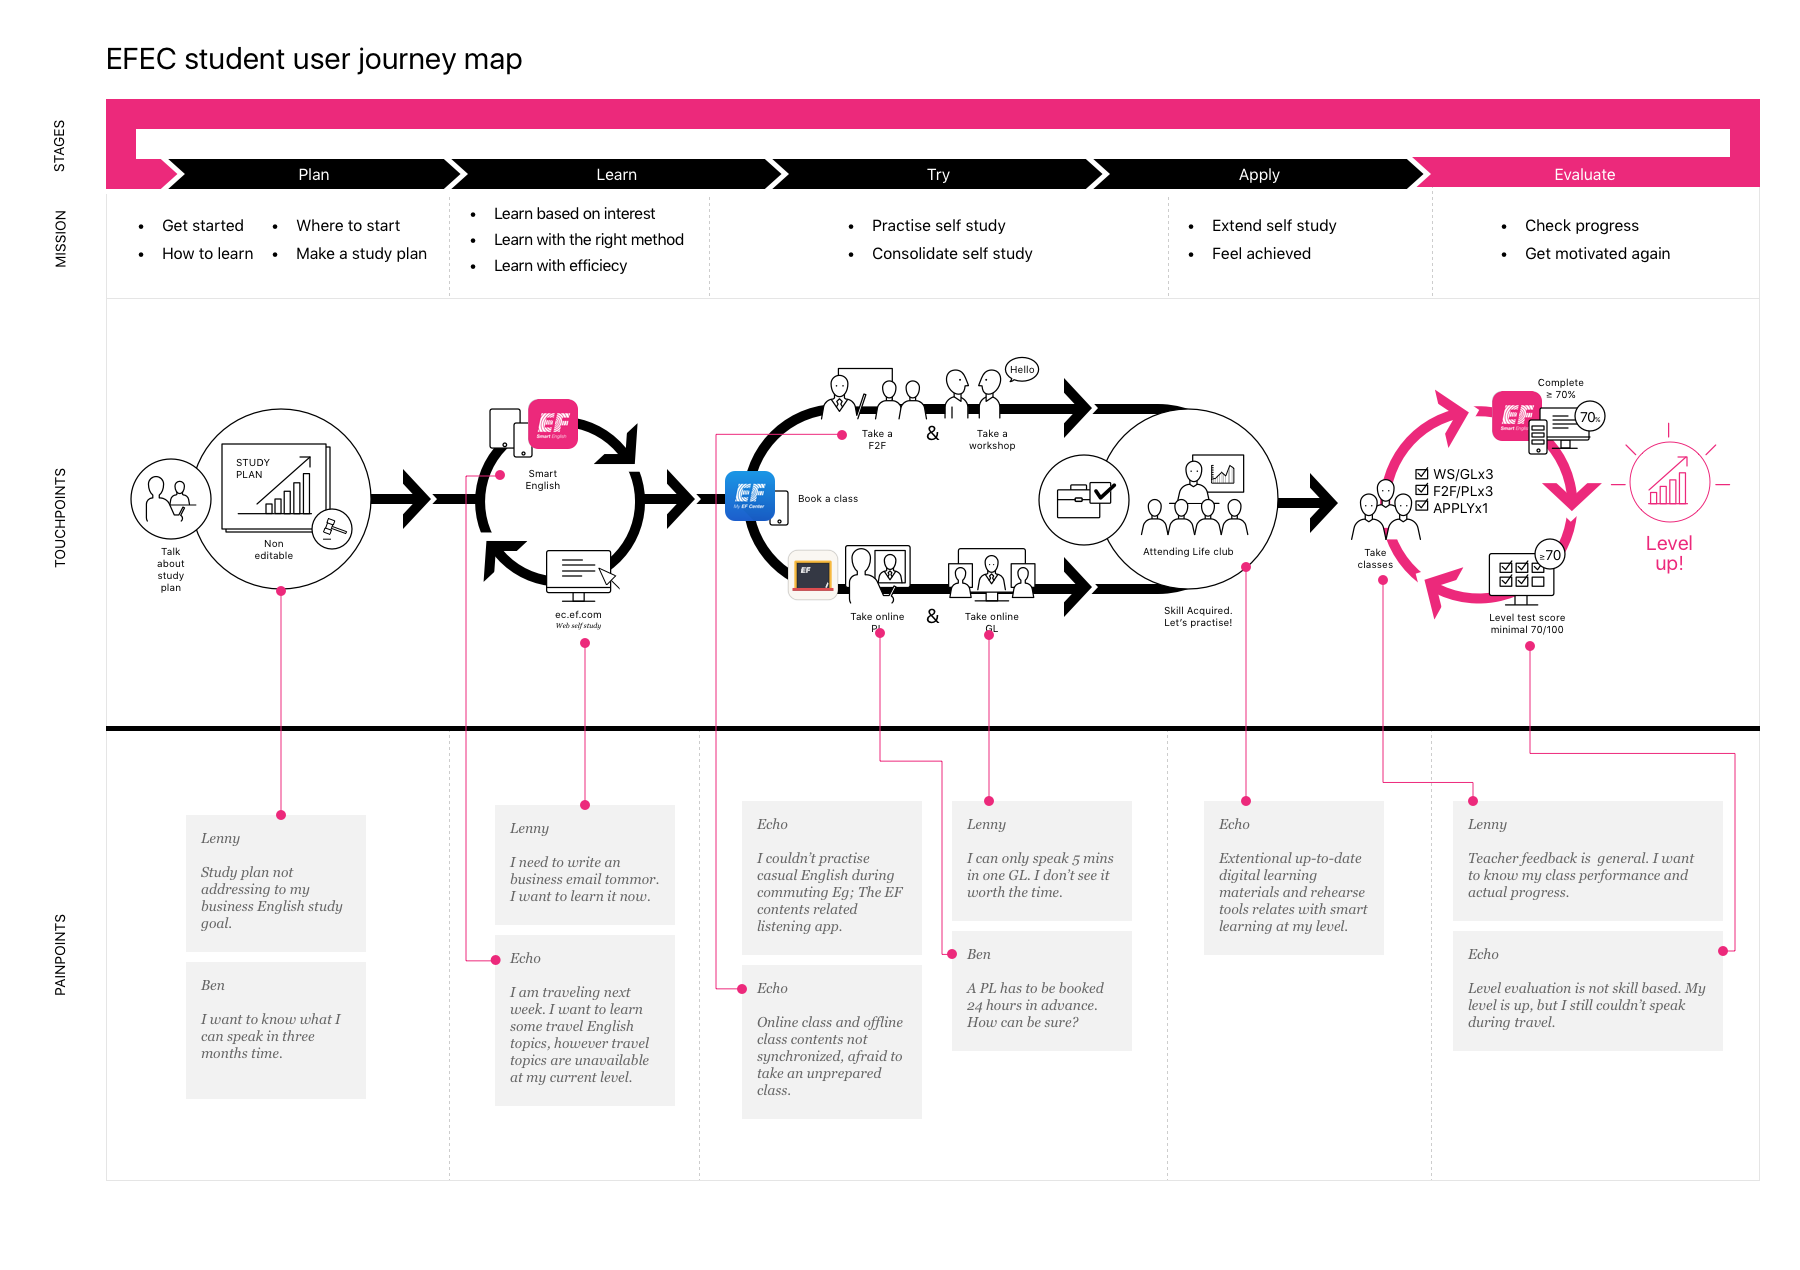 EFEC student user journey map
STAGES
Plan
Learn
Try
Apply
Evaluate
MISSION
Get started
How to learn
Where to start
Make a study plan
Learn based on interest
Learn with the right method
Learn with efficiecy
Practise self study
Consolidate self study
Extend self study
Feel achieved
Check progress
Get motivated again
TOUCHPOINTS
STUDY
PLAN
Non
editable
Talk
about
study
plan
EF
Smart English
Smart
English
ec.ef.com
Web self study
EF
My EF Center
Book a class
Take a
F2F
&
Hello
Take a
workshop
EF
Take online
PL
&
Take online
GL
Attending Life club
Skill Acquired.
Let's practise!
Take
classes
WS/GLx3
F2F/PLx3
APPLYx1
EF
Smart English
Complete
≥ 70%
70%
≥70
Level test score
minimal 70/100
Level
up!
PAINPOINTS
Lenny
Study plan not
addressing to my
business English study
goal.
Ben
I want to know what I
can speak in three
months time.
Lenny
I need to write an
business email tommor.
I want to learn it now.
Echo
I am traveling next
week. I want to learn
some travel English
topics, however travel
topics are unavailable
at my current level.
Echo
I couldn't practise
casual English during
commuting Eg; The EF
contents related
listening app.
Echo
Online class and offline
class contents not
synchronized, afraid to
take an unprepared
class.
Lenny
I can only speak 5 mins
in one GL. I don't see it
worth the time.
Ben
A PL has to be booked
24 hours in advance.
How can be sure?
Echo
Extentional up-to-date
digital learning
materials and rehearse
tools relates with smart
learning at my level.
Lenny
Teacher feedback is  general. I want
to know my class performance and
actual progress.
Echo
Level evaluation is not skill based. My
level is up, but I still couldn't speak
during travel.